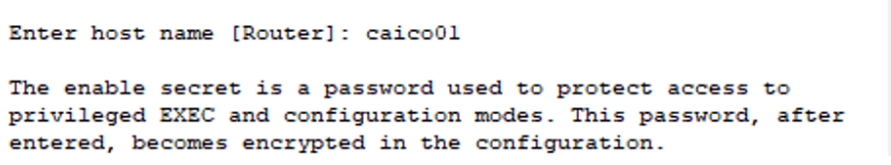 Enter host name [Router]: caico01
The enable secret is a password used to protect access to
privileged EXEC and configuration modes. This password, after
entered, becomes encrypted in the configuration.